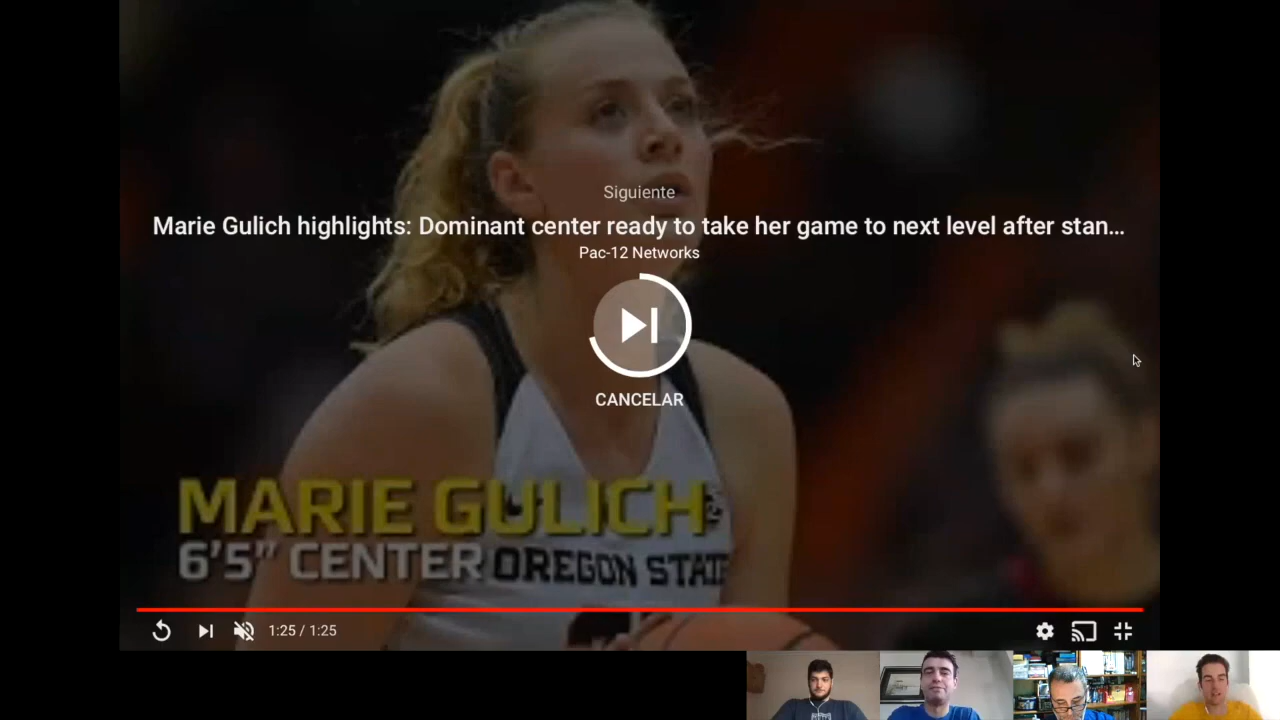 Siguiente
Marie Gulich highlights: Dominant center ready to take her game to next level after stan...
Pac-12 Networks
CANCELAR
MARIE GULICH
6'5" CENTER OREGON STATE
1:25 / 1:25